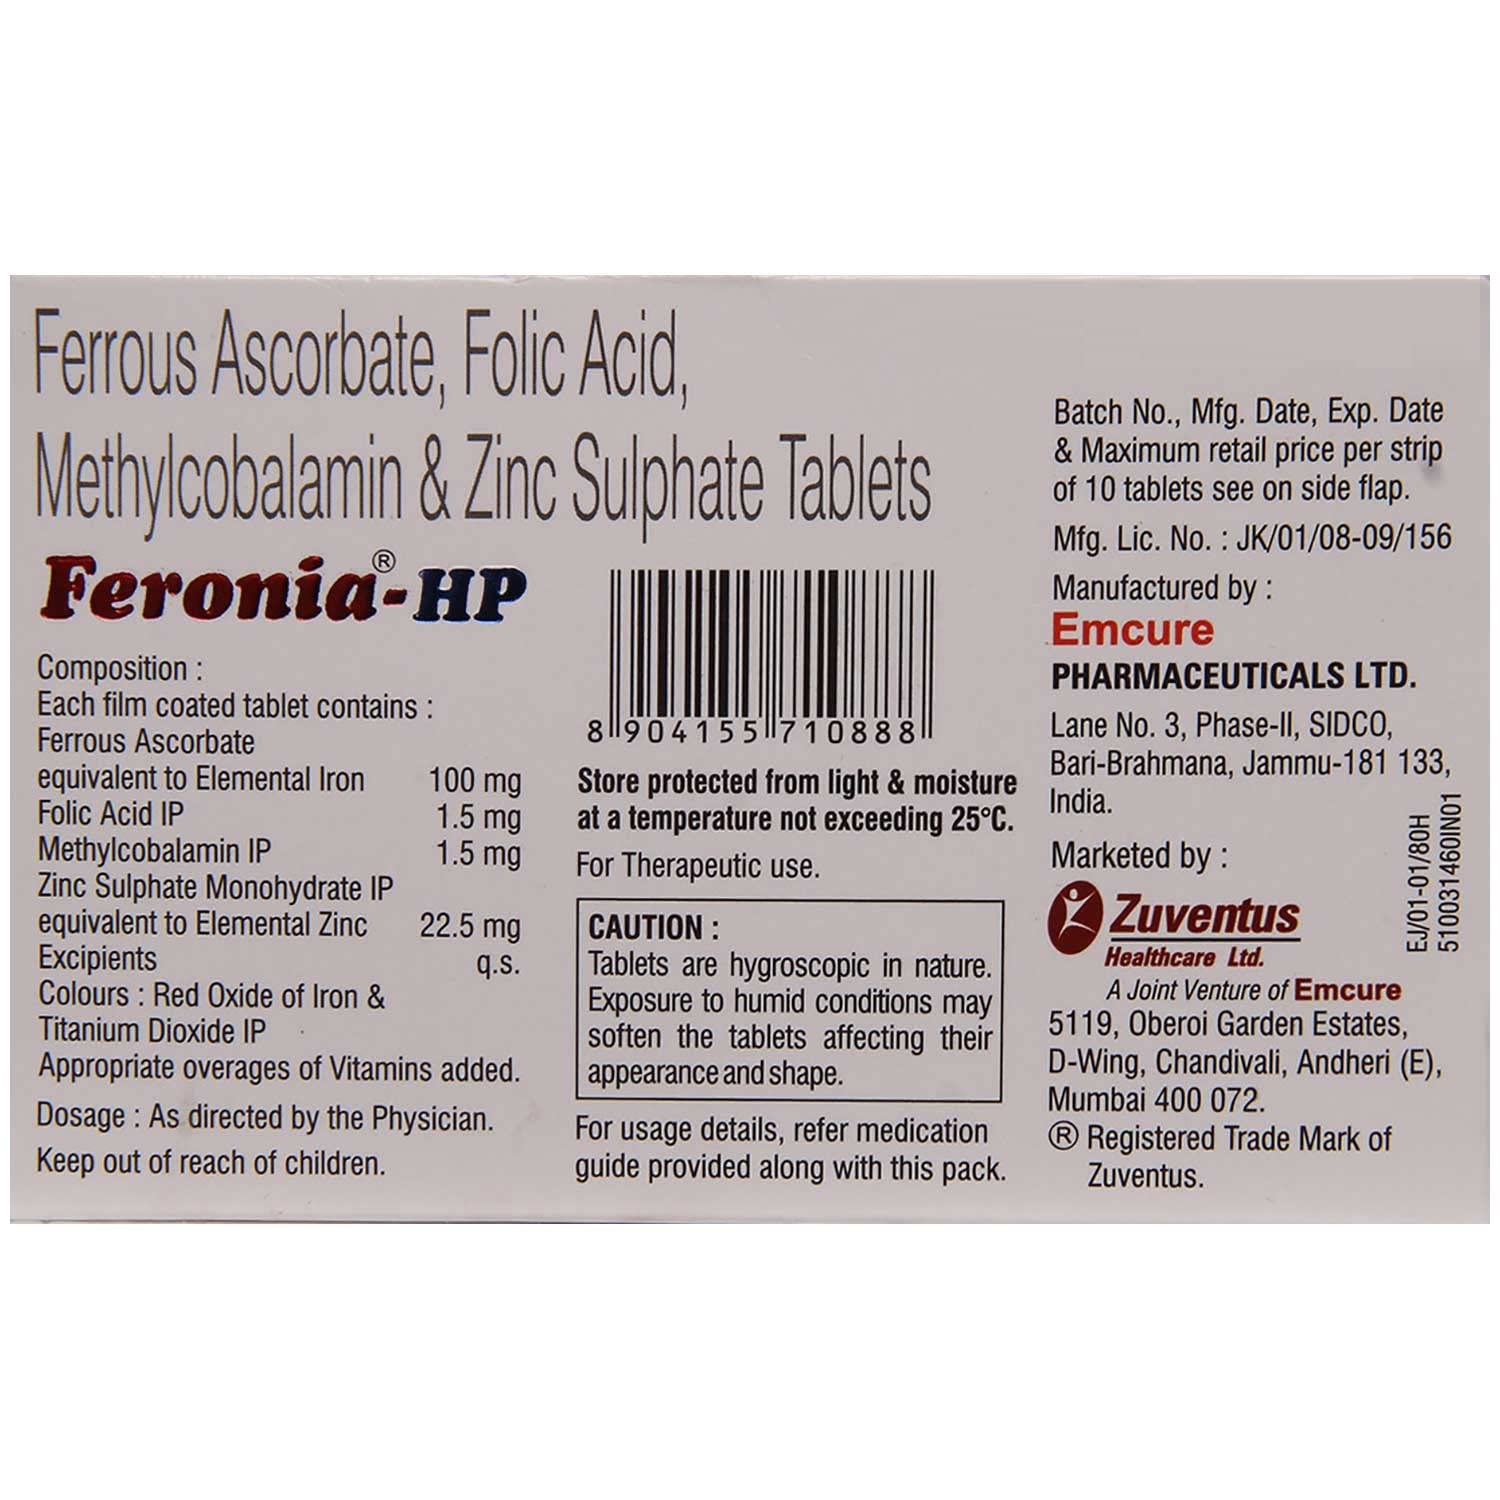 Ferrous Ascorbate, Folic Acid,
Methylcobalamin & Zinc Sulphate Tablets
Feronia®-HP
Composition :
Each film coated tablet contains :
Ferrous Ascorbate
equivalent to Elemental Iron 100 mg
Folic Acid IP 1.5 mg
Methylcobalamin IP 1.5 mg
Zinc Sulphate Monohydrate IP
equivalent to Elemental Zinc 22.5 mg
Excipients q.s.
Colours : Red Oxide of Iron &
Titanium Dioxide IP
Appropriate overages of Vitamins added.
Dosage : As directed by the Physician.
Keep out of reach of children.
8 904155 710888
Store protected from light & moisture
at a temperature not exceeding 25°C.
For Therapeutic use.
CAUTION :
Tablets are hygroscopic in nature.
Exposure to humid conditions may
soften the tablets affecting their
appearance and shape.
For usage details, refer medication
guide provided along with this pack.
Batch No., Mfg. Date, Exp. Date
& Maximum retail price per strip
of 10 tablets see on side flap.
Mfg. Lic. No. : JK/01/08-09/156
Manufactured by :
Emcure
PHARMACEUTICALS LTD.
Lane No. 3, Phase-II, SIDCO,
Bari-Brahmana, Jammu-181 133,
India.
Marketed by :
Zuventus
Healthcare Ltd.
A Joint Venture of Emcure
5119, Oberoi Garden Estates,
D-Wing, Chandivali, Andheri (E),
Mumbai 400 072.
® Registered Trade Mark of
Zuventus.
EJ/01-01/80H
510031460IN01